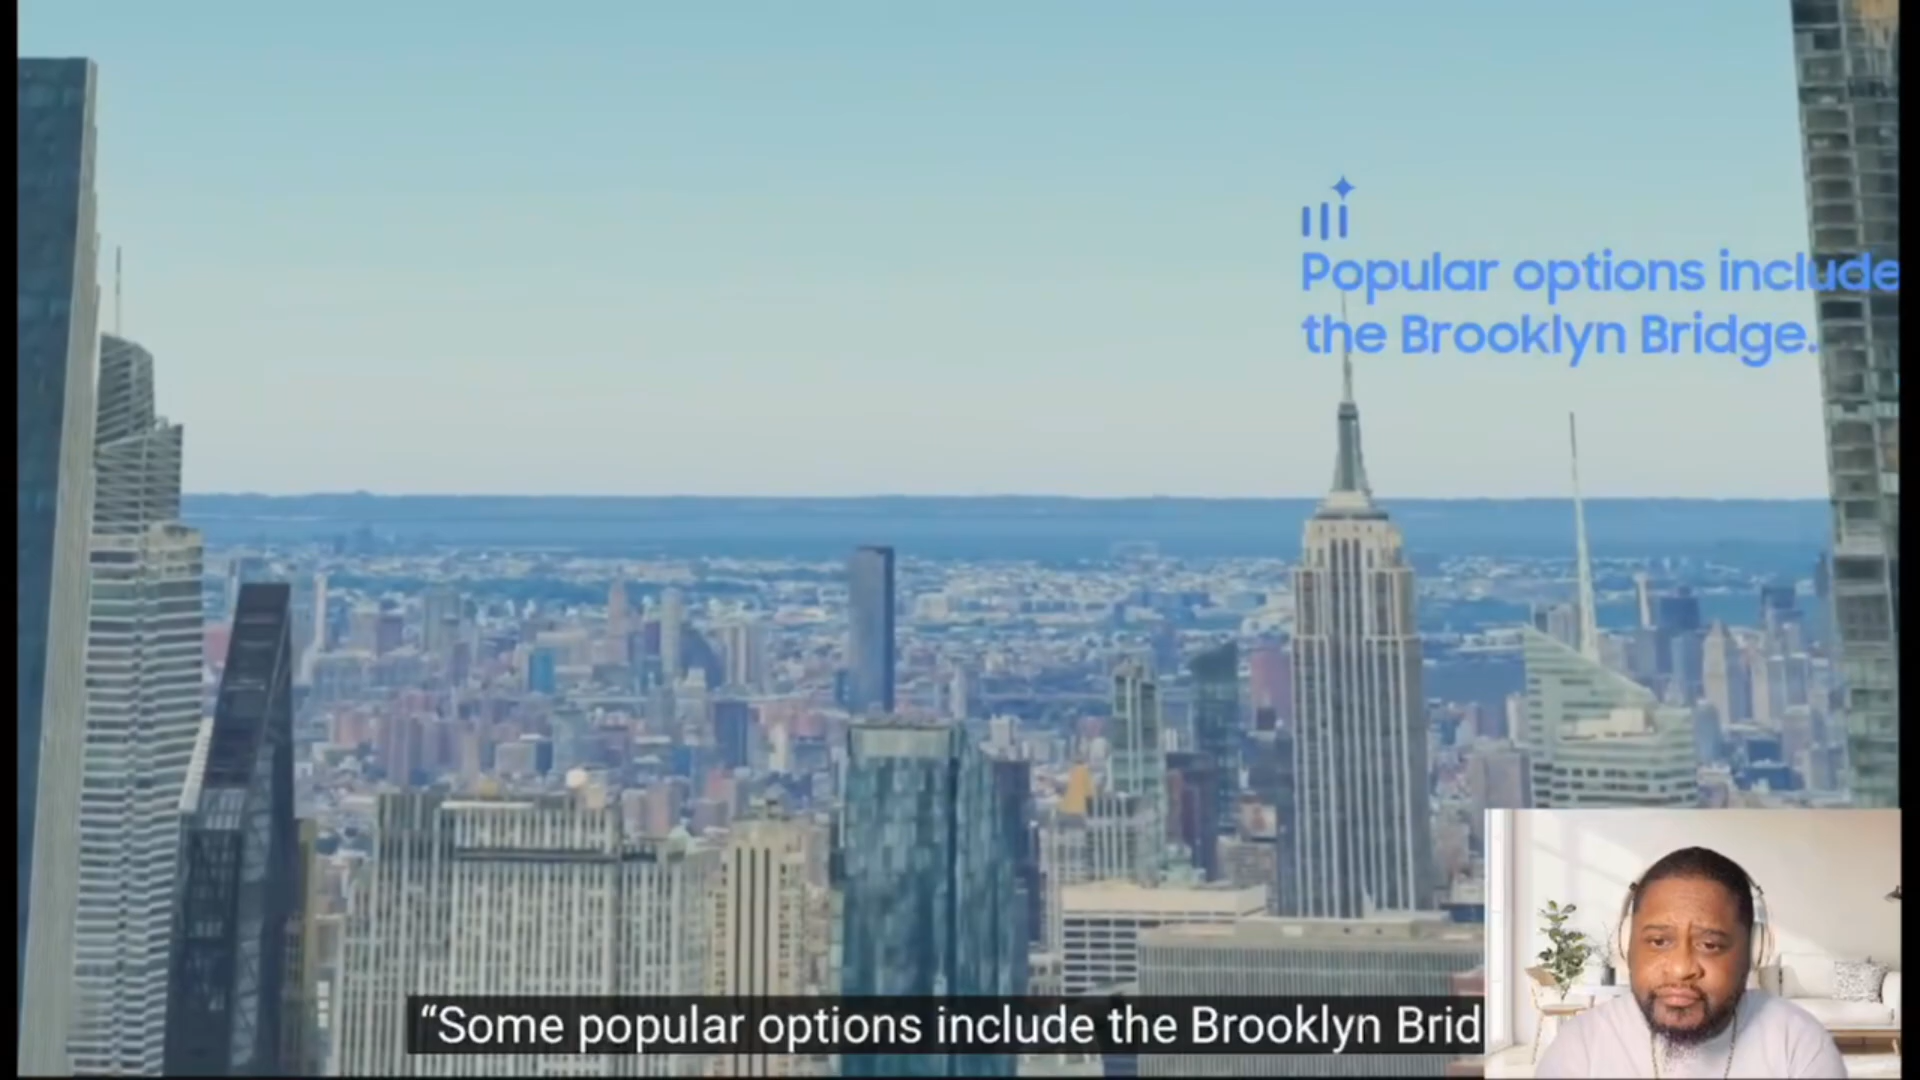 Popular options include
the Brooklyn Bridge.
“Some popular options include the Brooklyn Brid